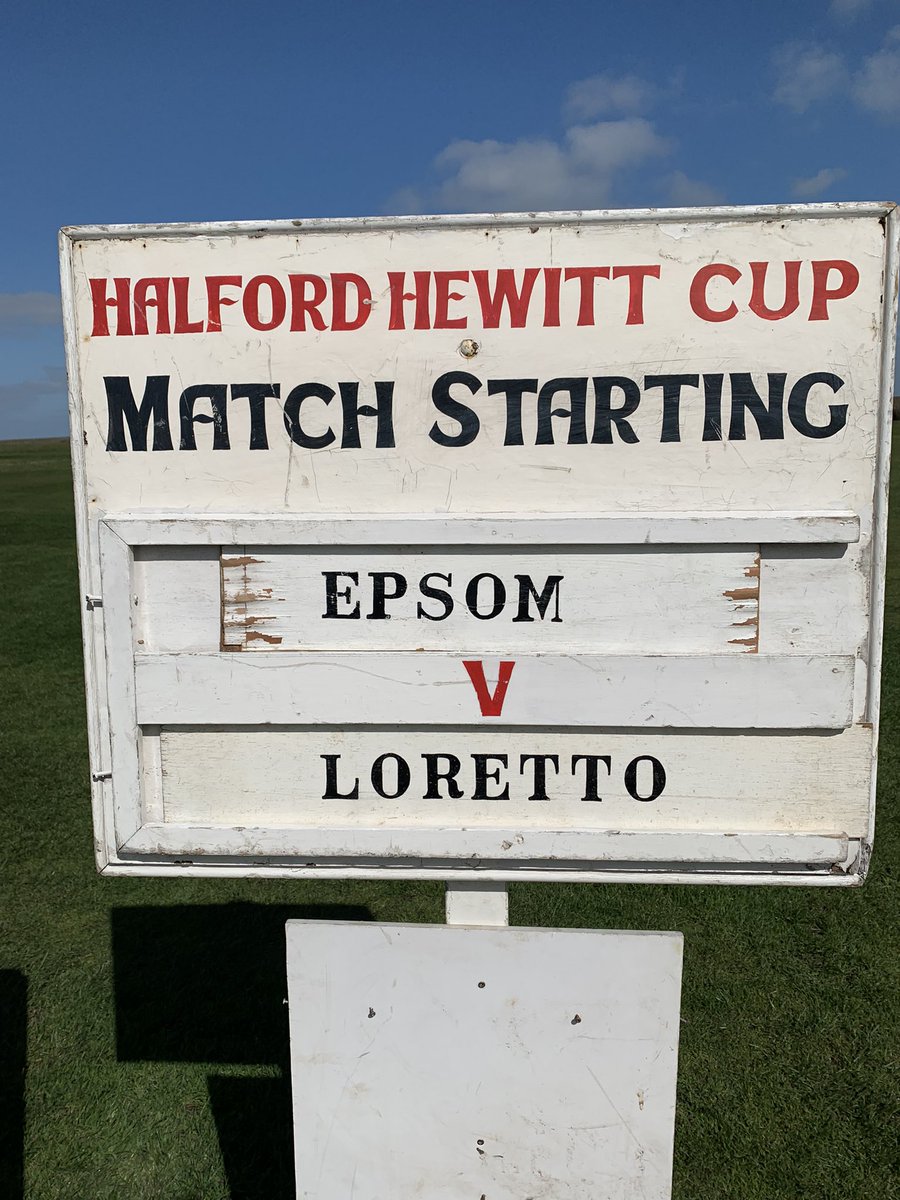 HALFORD HEWITT CUP
MATCH STARTING
EPSOM
V
LORETTO